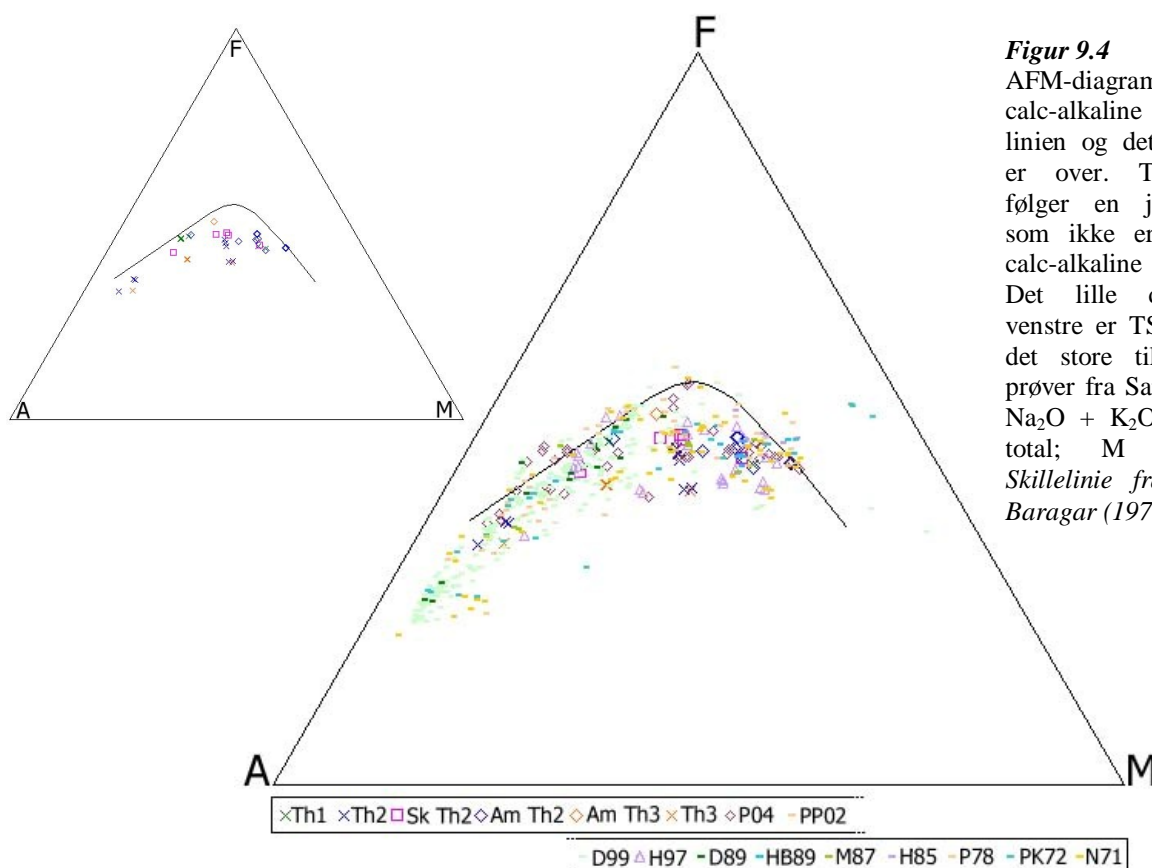 F
A
M
F
A
M
Figur 9.4
AFM-diagram
calc-alkaline
linien og det
er over. T
følger en j
som ikke er
calc-alkaline
Det lille
venstre er TS
det store til
prøver fra Sa
Na₂O + K₂O
total; M
Skillelinie fr
Baragar (197
×Th1 ×Th2 □Sk Th2 ◇Am Th2 ◇Am Th3 ×Th3 ◇P04 -PP02
-D99 △H97 -D89 -HB89 -M87 -H85 -P78 -PK72 -N71